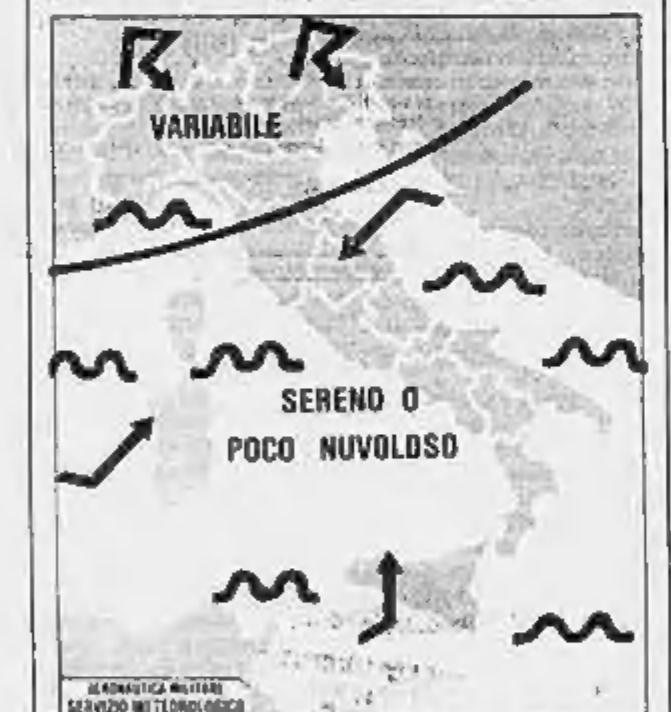 VARIABILE
SERENO O
POCO NUVOLOSO
AERONAUTICA MILITARE
SERVIZIO METEOROLOGICO